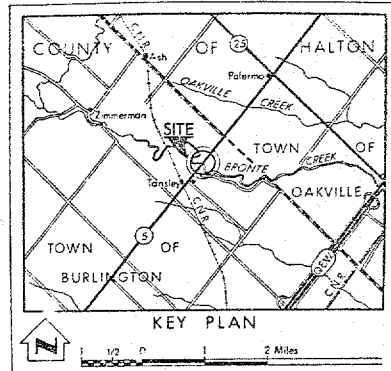 COUNTY OF HALTON
C.N.R.
Ash
25
Palermo
OAKVILLE CREEK
Zimmerman
SITE
TOWN OF OAKVILLE
BRONTE CREEK
Tansley
C.N.R.
5
TOWN OF BURLINGTON
QEW
C.N.R.
KEY PLAN
N
1 1/2 0 1 2 Miles